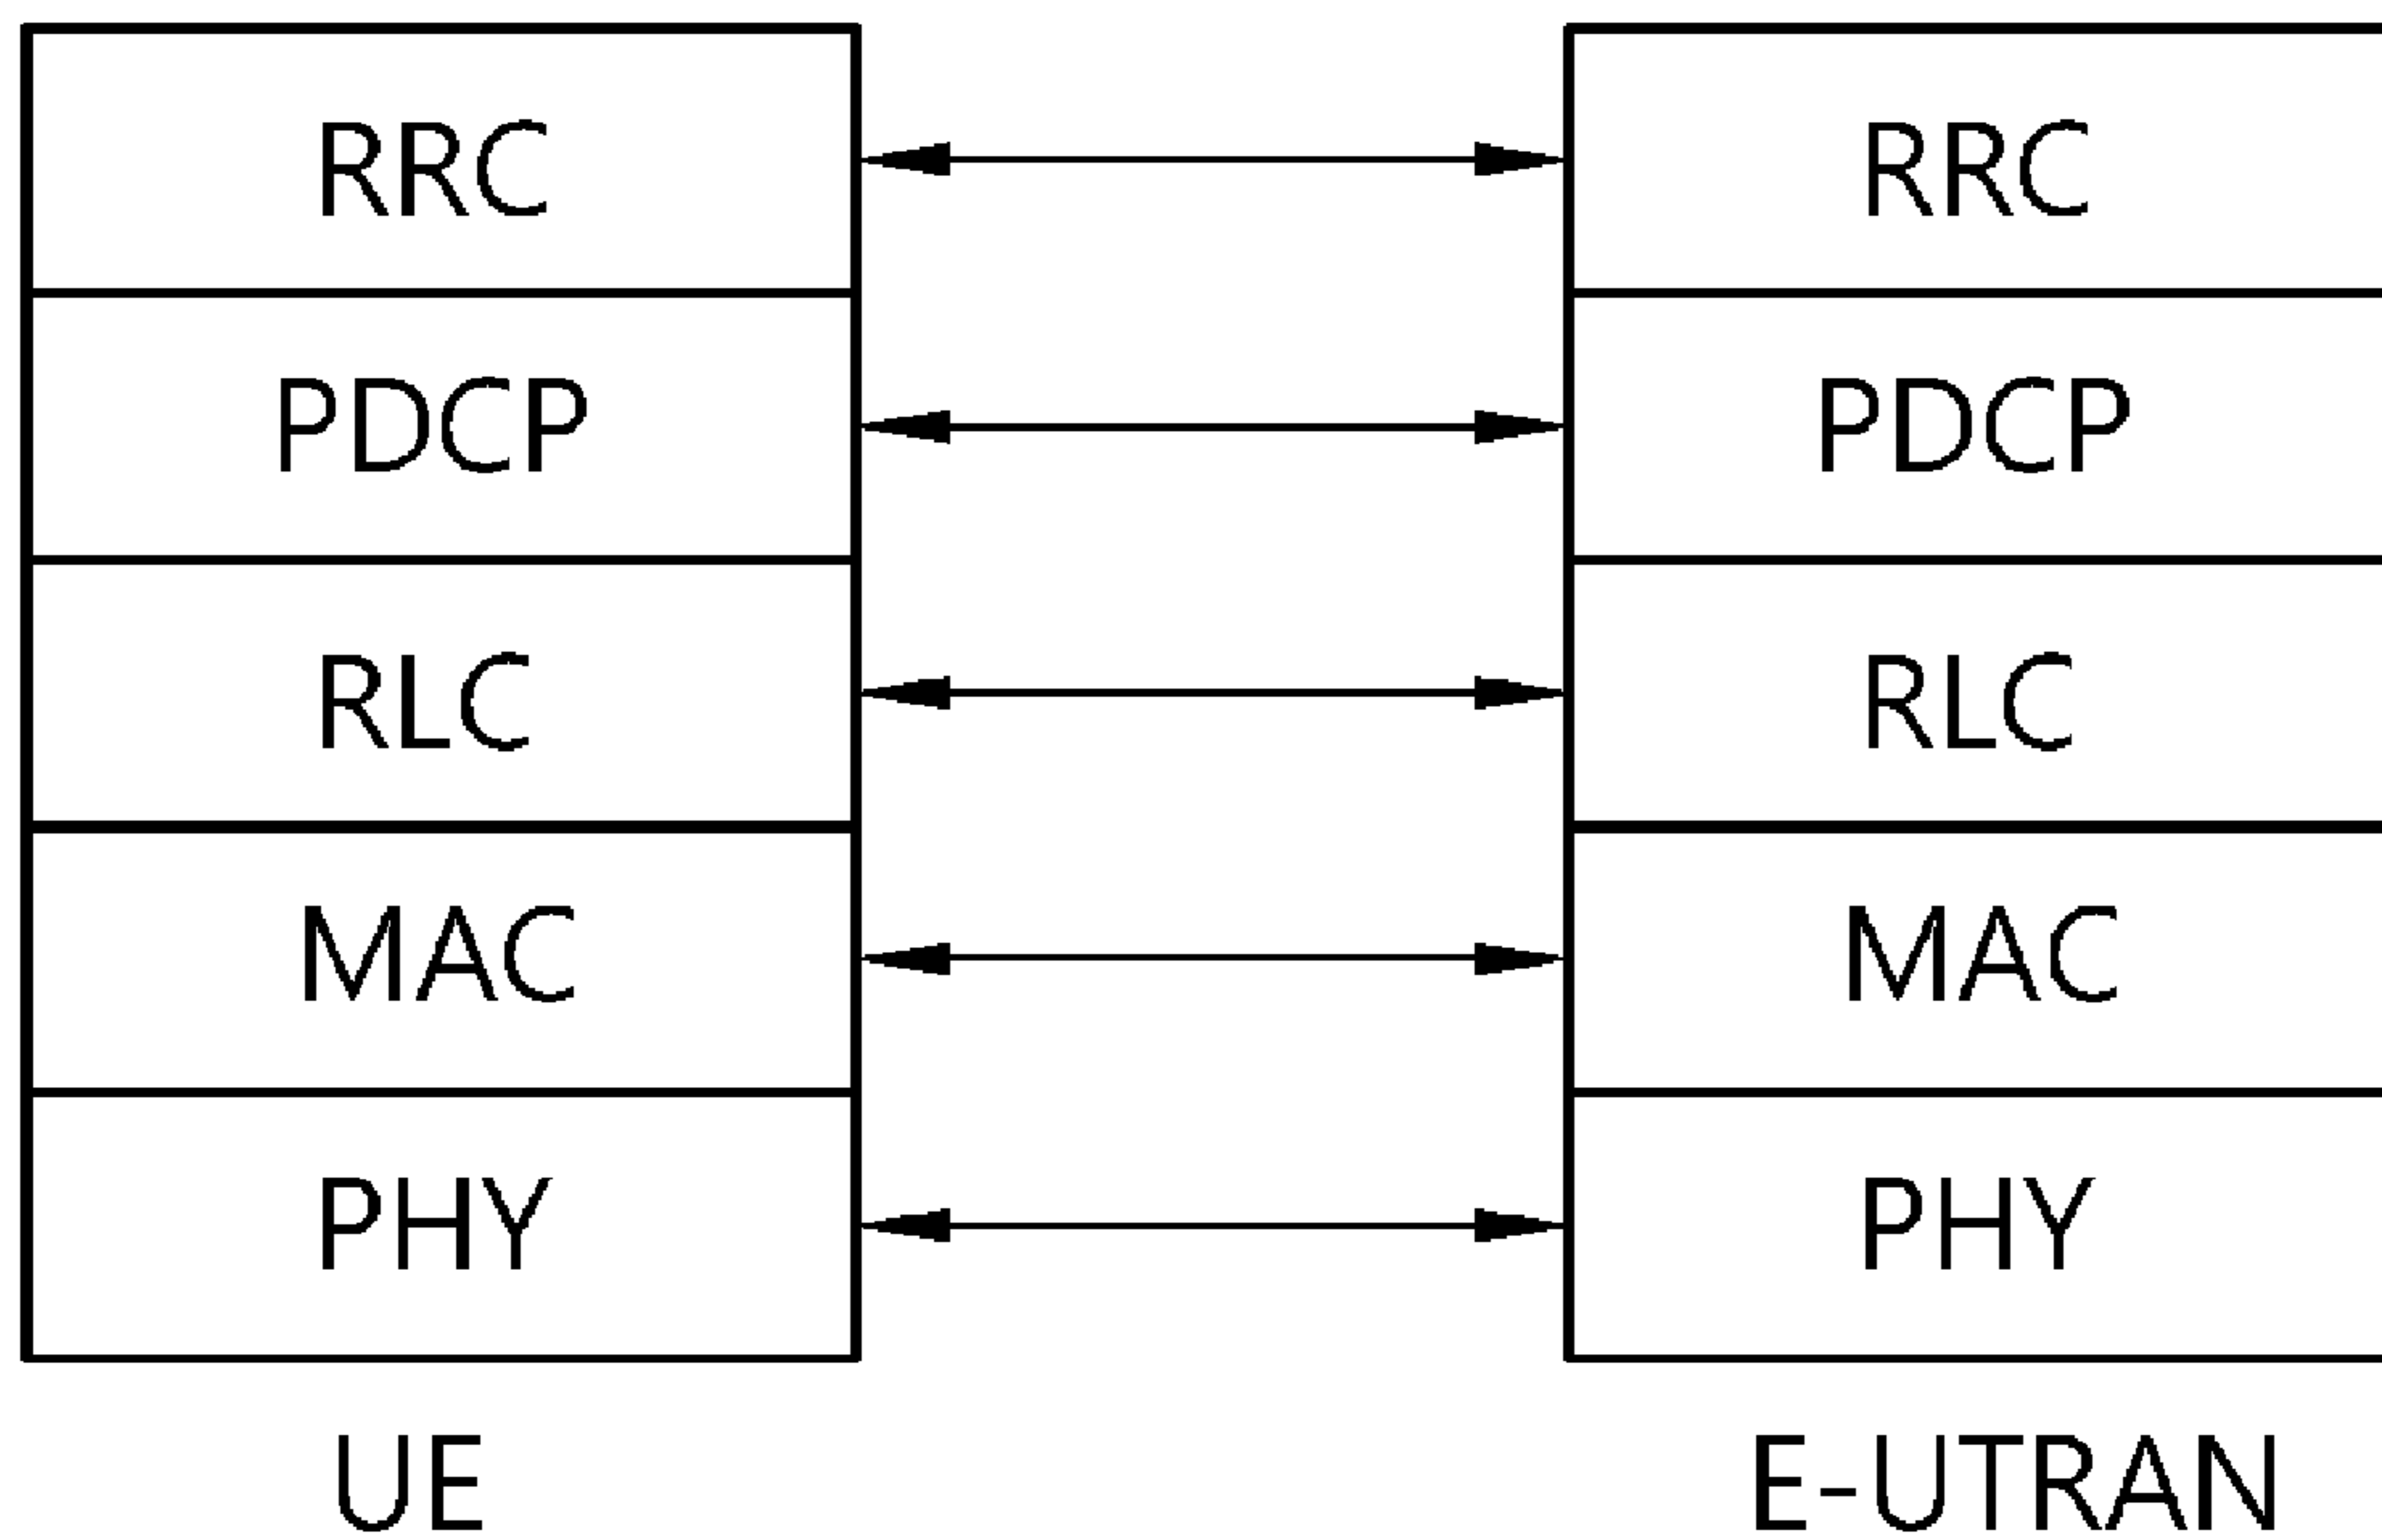 RRC RRC
PDCP PDCP
RLC RLC
MAC MAC
PHY PHY
UE E-UTRAN